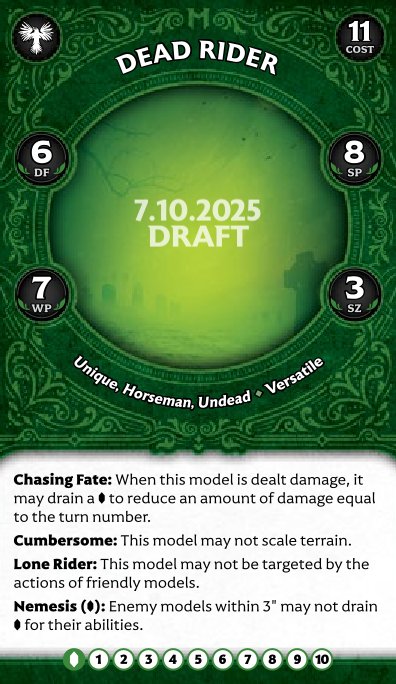 DEAD RIDER
11
COST
6
DF
8
SP
7.10.2025
DRAFT
7
WP
3
SZ
Unique, Horseman, Undead • Versatile
Chasing Fate: When this model is dealt damage, it
may drain a ⬮ to reduce an amount of damage equal
to the turn number.
Cumbersome: This model may not scale terrain.
Lone Rider: This model may not be targeted by the
actions of friendly models.
Nemesis (⬮): Enemy models within 3" may not drain
⬮ for their abilities.
1 2 3 4 5 6 7 8 9 10